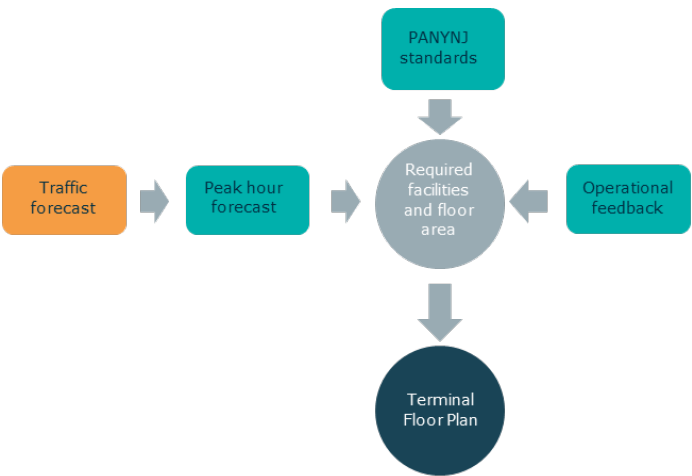 PANYNJ
standards
Traffic
forecast
Peak hour
forecast
Required
facilities
and floor
area
Operational
feedback
Terminal
Floor Plan